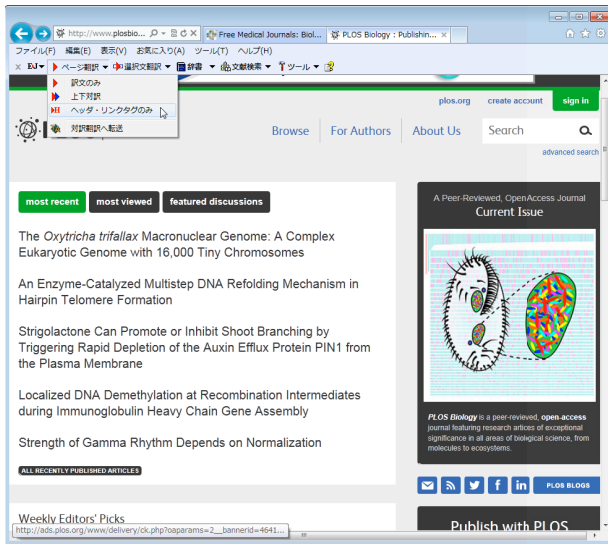 http://www.plosbio...
Free Medical Journals: Biol...
PLOS Biology : Publishin...
ファイル(F) 編集(E) 表示(V) お気に入り(A) ツール(T) ヘルプ(H)
× EJ ページ翻訳 選択文翻訳 辞書 文献検索 ツール
訳文のみ
上下対訳
ヘッダ・リンクタグのみ
対訳翻訳へ転送
plos.org create account sign in
Browse For Authors About Us Search
advanced search
most recent most viewed featured discussions
The Oxytricha trifallax Macronuclear Genome: A Complex
Eukaryotic Genome with 16,000 Tiny Chromosomes
An Enzyme-Catalyzed Multistep DNA Refolding Mechanism in
Hairpin Telomere Formation
Strigolactone Can Promote or Inhibit Shoot Branching by
Triggering Rapid Depletion of the Auxin Efflux Protein PIN1 from
the Plasma Membrane
Localized DNA Demethylation at Recombination Intermediates
during Immunoglobulin Heavy Chain Gene Assembly
Strength of Gamma Rhythm Depends on Normalization
ALL RECENTLY PUBLISHED ARTICLES
Weekly Editors' Picks
http://ads.plos.org/www/delivery/ck.php?oaparams=2__bannerid=4641...
A Peer-Reviewed, Open Access Journal
Current Issue
PLOS Biology is a peer-reviewed, open-access
journal featuring research artices of exceptional
significance in all areas of biological science, from
molecules to ecosystems.
PLOS BLOGS
Publish with PLOS